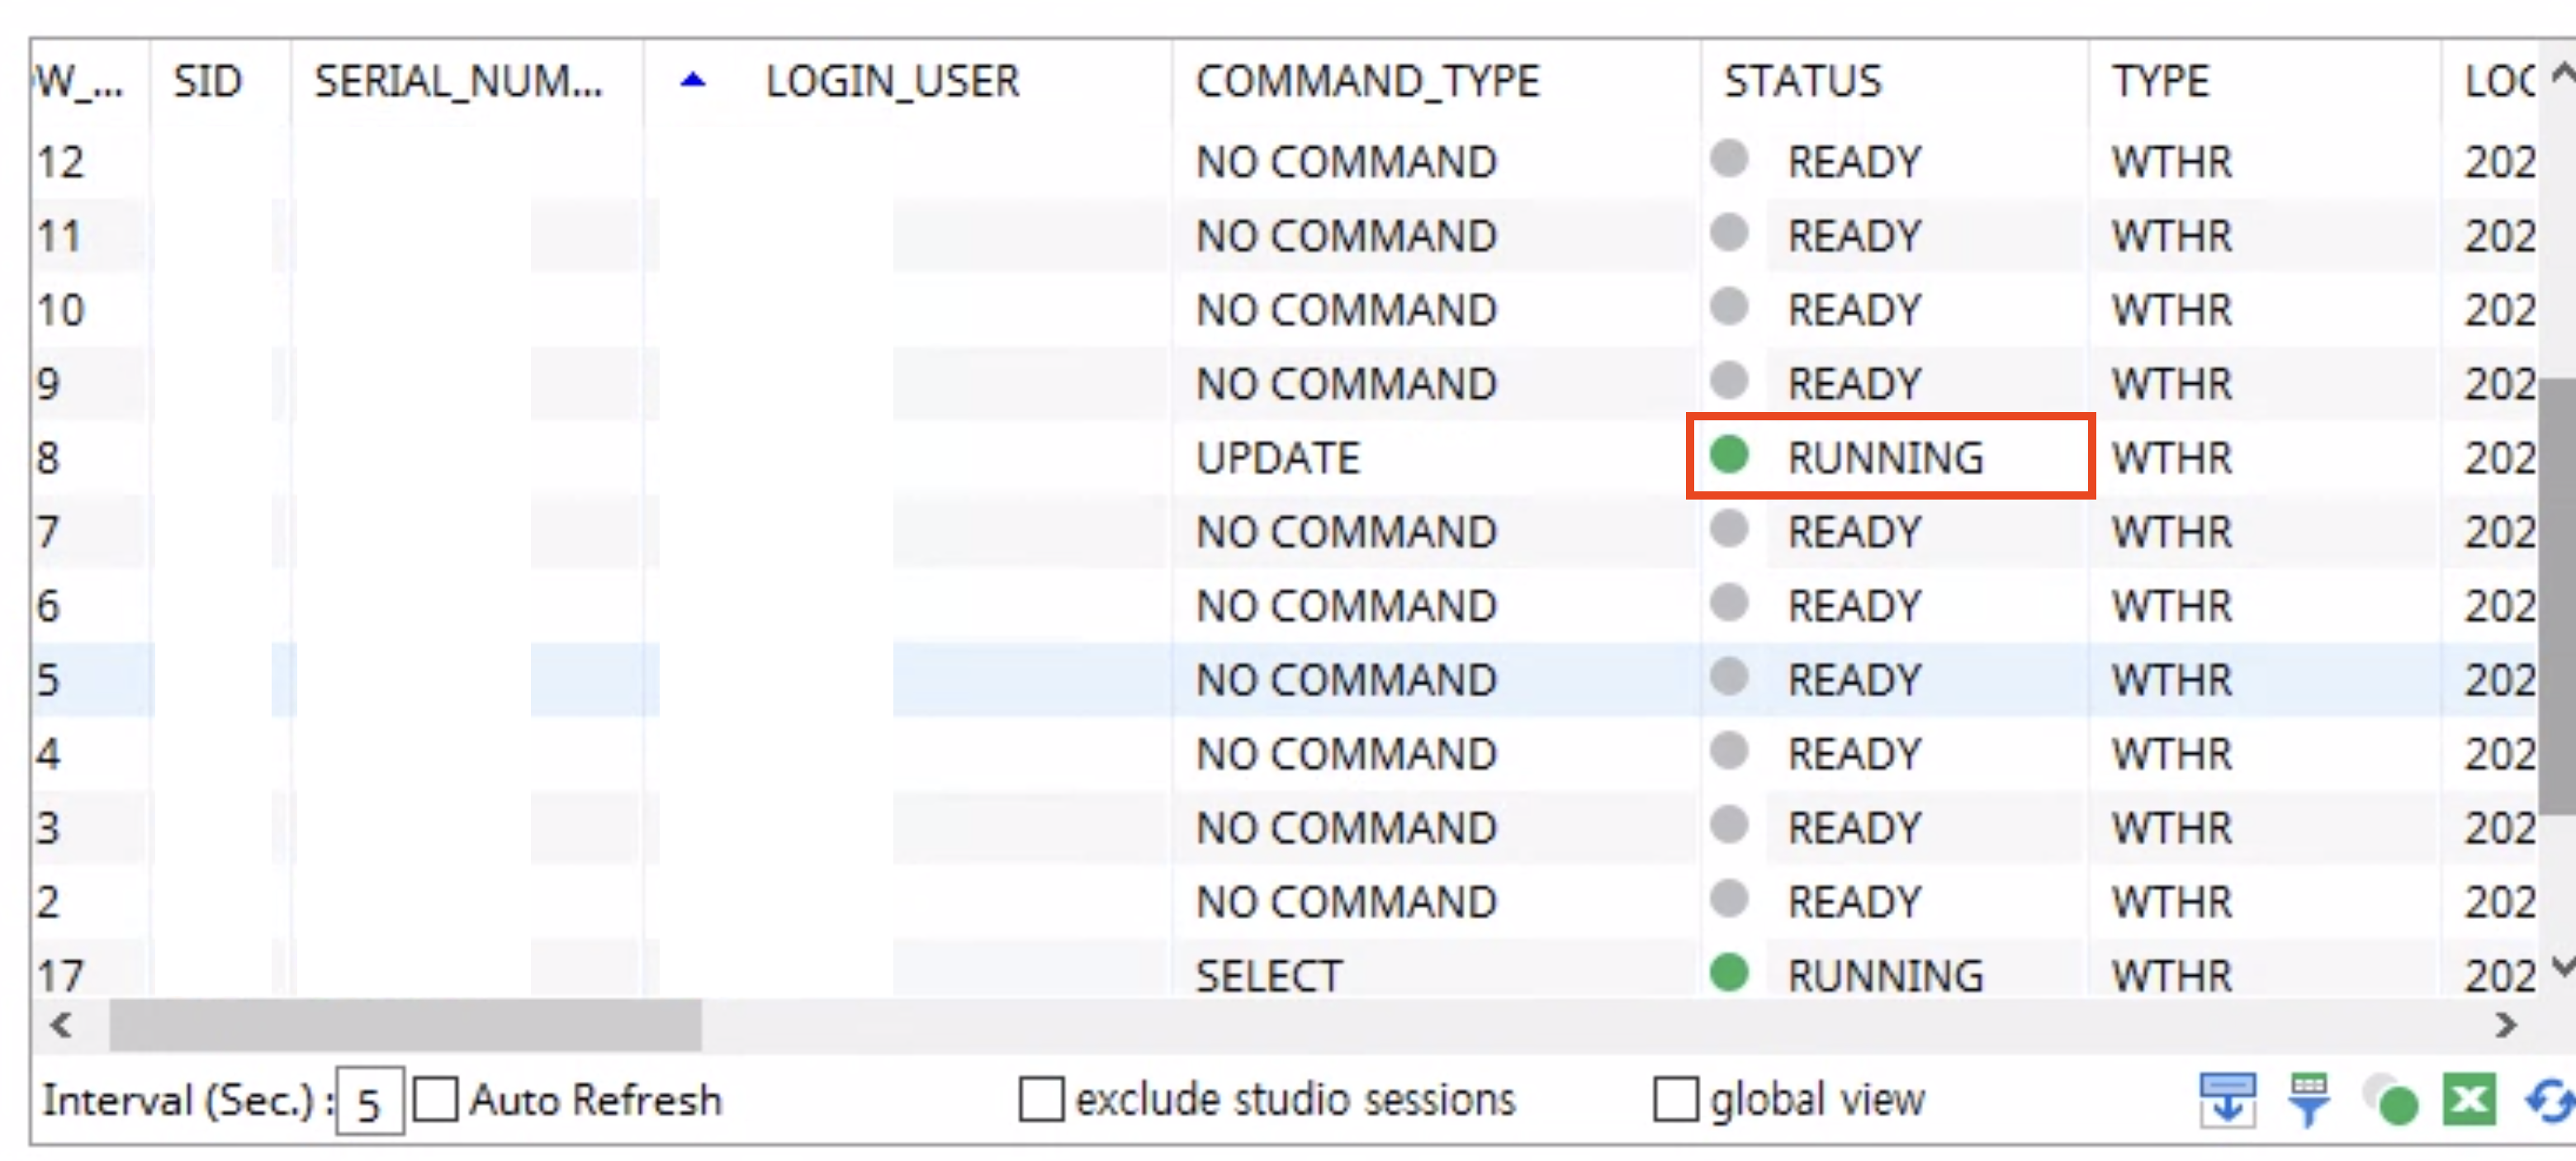 W_... SID SERIAL_NUM... LOGIN_USER COMMAND_TYPE STATUS TYPE LOC
12 NO COMMAND READY WTHR 202
11 NO COMMAND READY WTHR 202
10 NO COMMAND READY WTHR 202
9 NO COMMAND READY WTHR 202
8 UPDATE RUNNING WTHR 202
7 NO COMMAND READY WTHR 202
6 NO COMMAND READY WTHR 202
5 NO COMMAND READY WTHR 202
4 NO COMMAND READY WTHR 202
3 NO COMMAND READY WTHR 202
2 NO COMMAND READY WTHR 202
17 SELECT RUNNING WTHR 202
Interval (Sec.) : 5 Auto Refresh exclude studio sessions global view